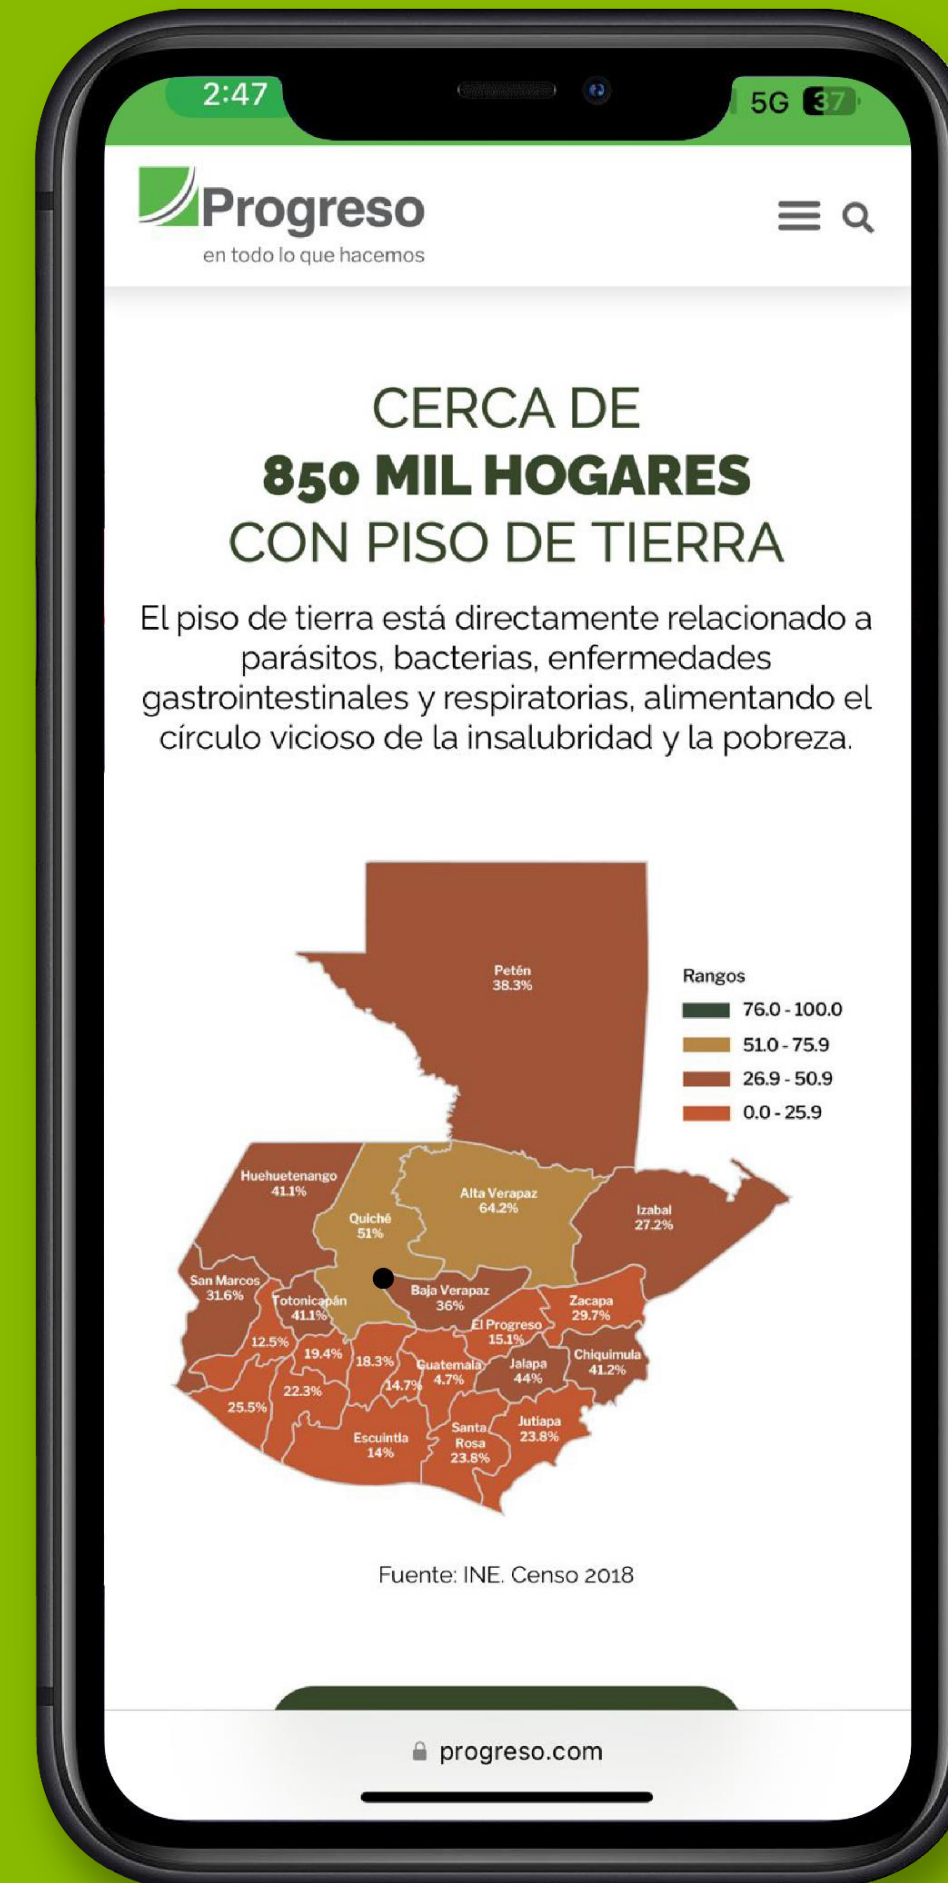 2:47
5G 37
Progreso
en todo lo que hacemos
CERCA DE
850 MIL HOGARES
CON PISO DE TIERRA
El piso de tierra está directamente relacionado a
parásitos, bacterias, enfermedades
gastrointestinales y respiratorias, alimentando el
círculo vicioso de la insalubridad y la pobreza.
Petén
38.3%
Rangos
76.0 - 100.0
51.0 - 75.9
26.9 - 50.9
0.0 - 25.9
Huehuetenango
41.1%
Quiché
51%
Alta Verapaz
64.2%
Izabal
27.2%
San Marcos
31.6%
Totonicapán
41.1%
Baja Verapaz
36%
El Progreso
15.1%
Zacapa
29.7%
12.5%
19.4%
18.3%
Guatemala
4.7%
Jalapa
44%
Chiquimula
41.2%
25.5%
22.3%
14.7%
Escuintla
14%
Santa
Rosa
23.8%
Jutiapa
23.8%
Fuente: INE. Censo 2018
progreso.com